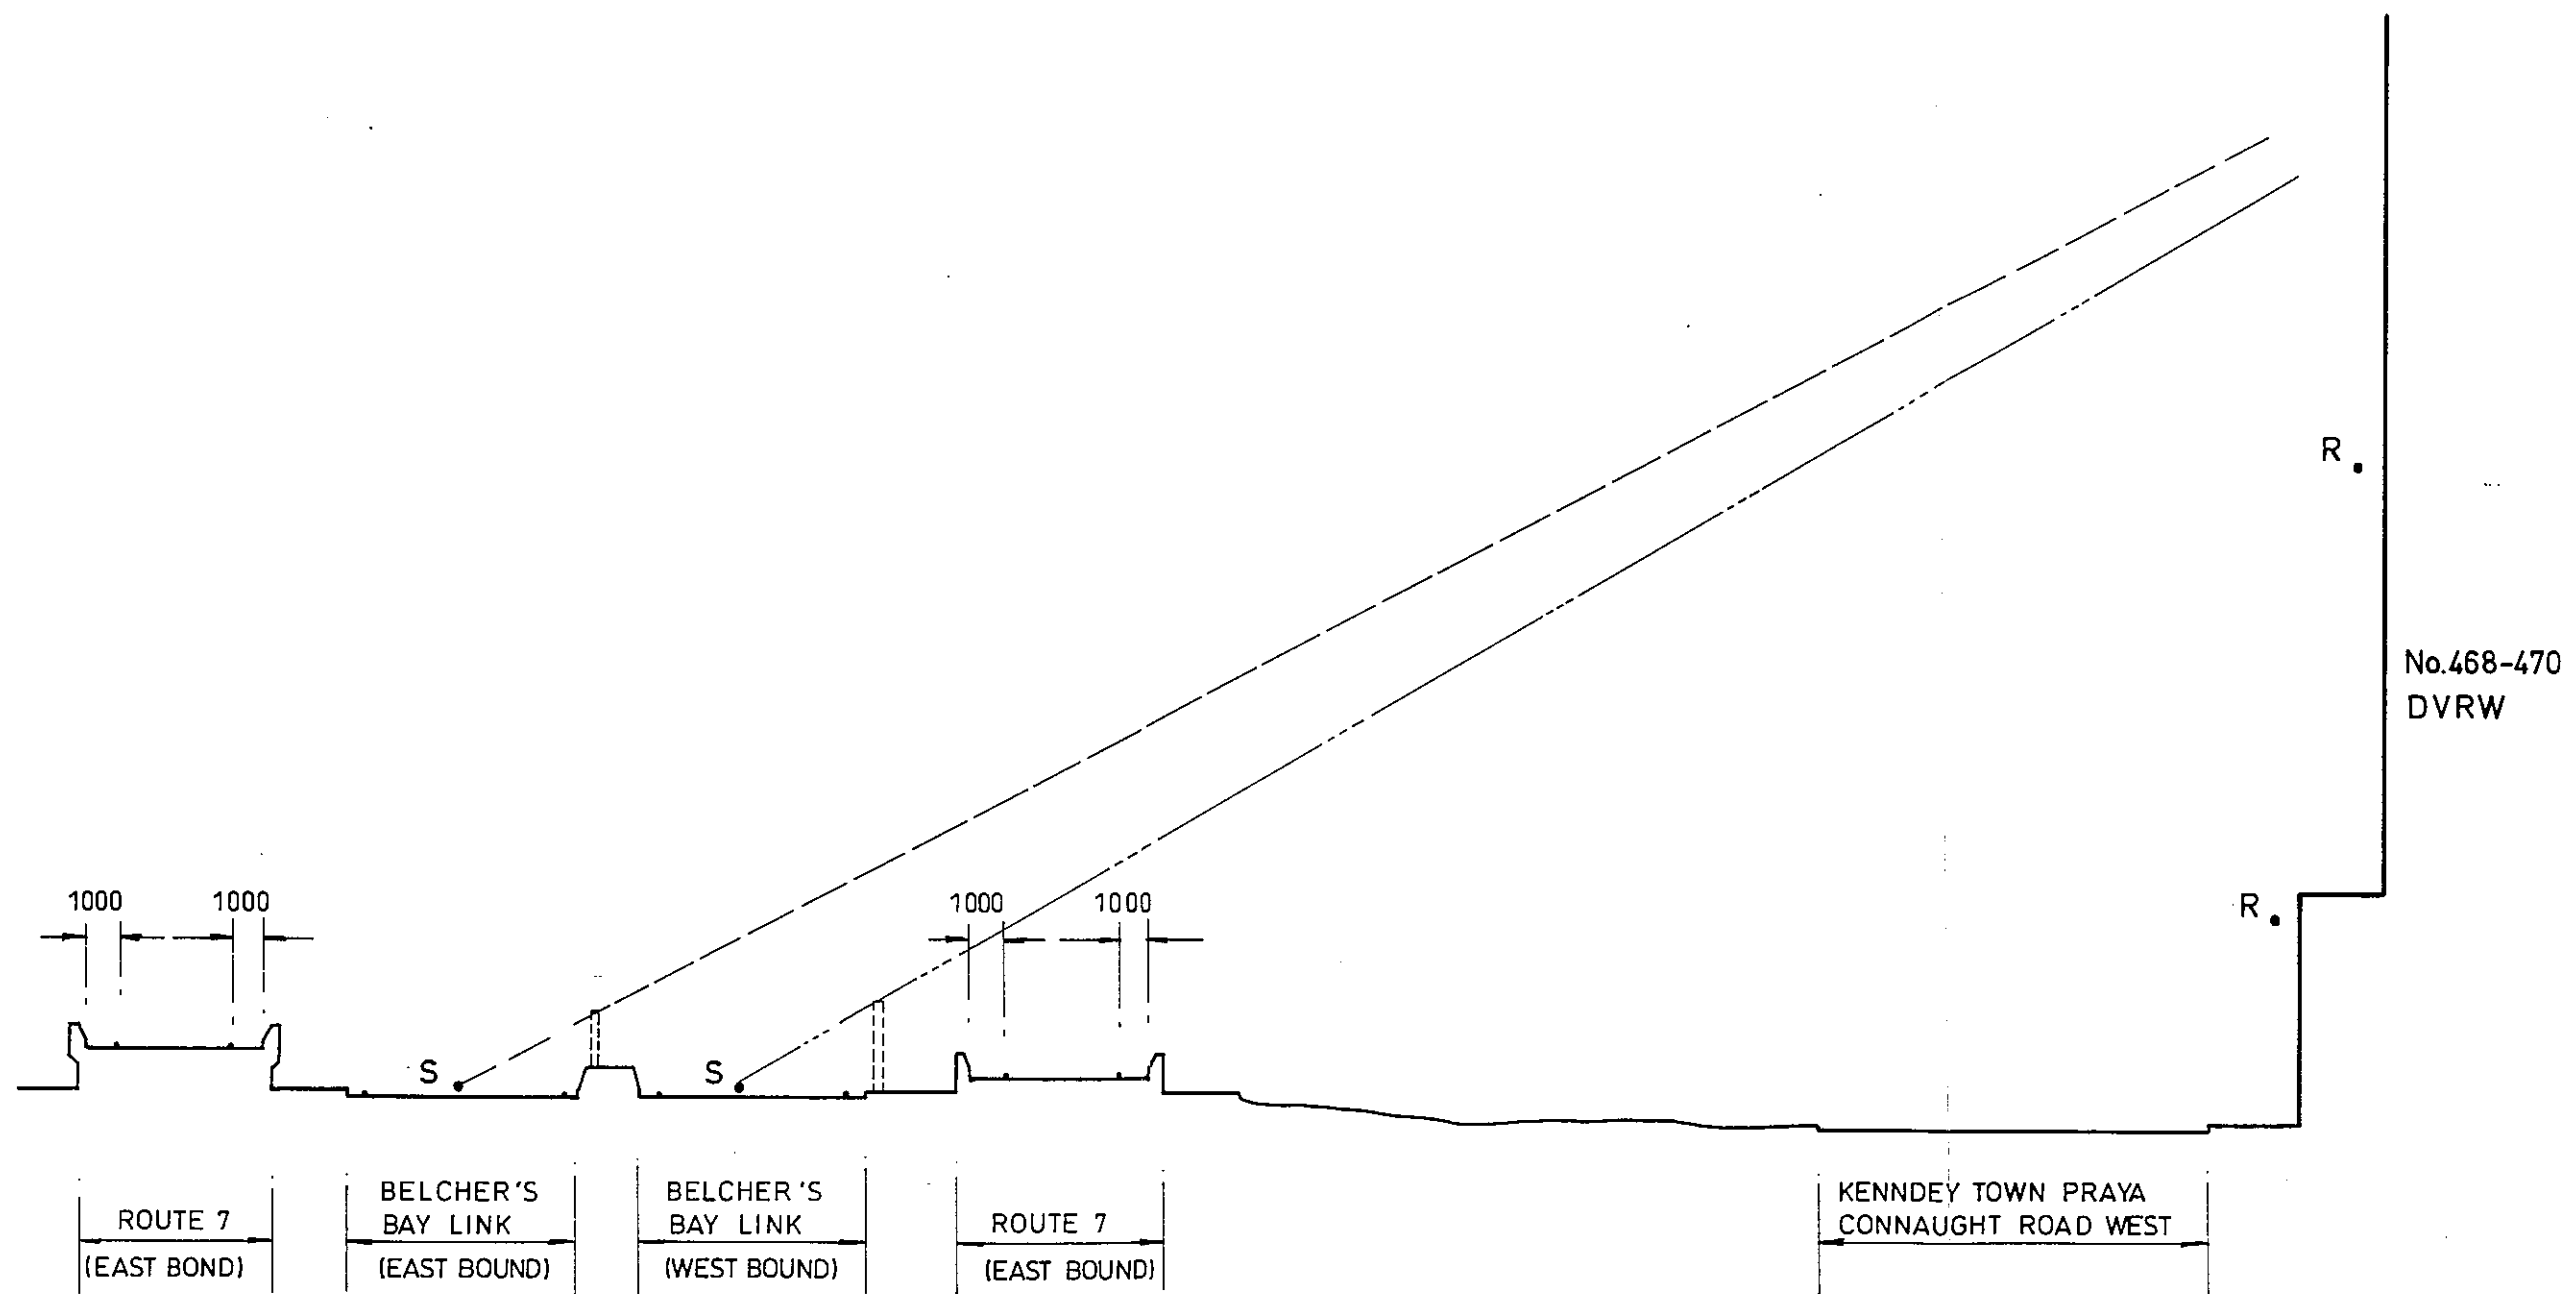 R
No.468-470
DVRW
1000 1000
1000 1000
R
S
S
ROUTE 7
(EAST BOND)
BELCHER'S
BAY LINK
(EAST BOUND)
BELCHER'S
BAY LINK
(WEST BOUND)
ROUTE 7
(EAST BOUND)
KENNDEY TOWN PRAYA
CONNAUGHT ROAD WEST